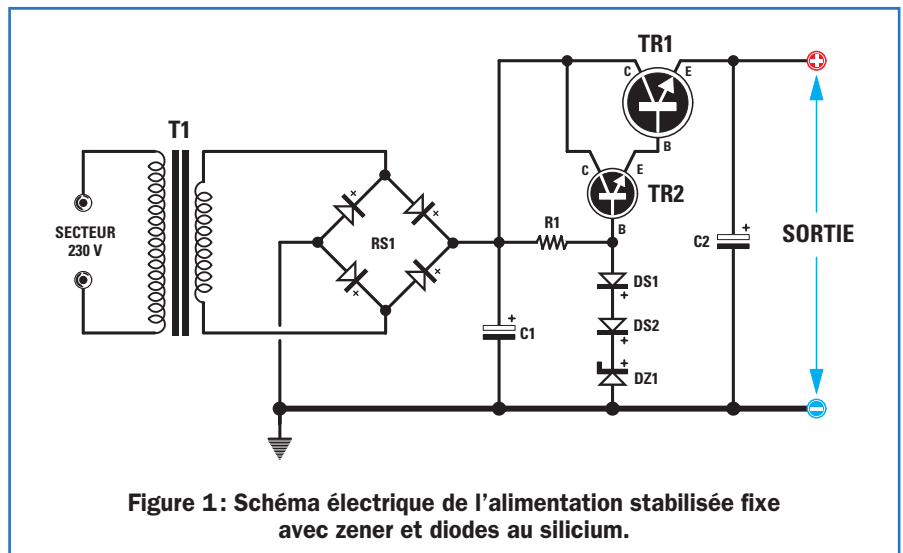 TR1
C
E
B
T1
C
E
TR2
B
SECTEUR
230 V
RS1
R1
C2
+
SORTIE
DS1
+
DS2
+
DZ1
+
C1
+
Figure 1: Schéma électrique de l'alimentation stabilisée fixe
avec zener et diodes au silicium.